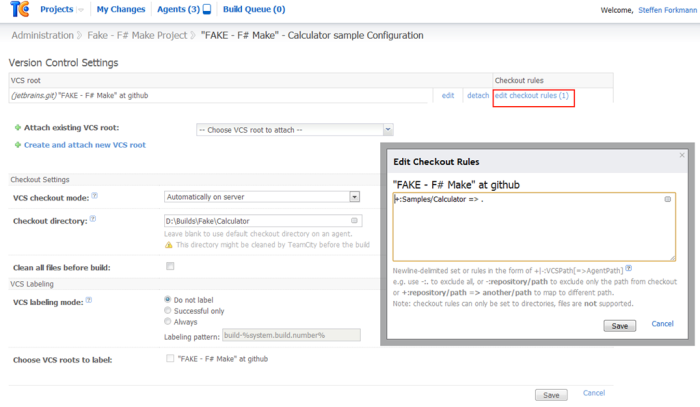 TC Projects My Changes Agents (3) Build Queue (0) Welcome, Steffen Forkmann
Administration Fake - F# Make Project "FAKE - F# Make" - Calculator sample Configuration
Version Control Settings
VCS root Checkout rules
(jetbrains.git) "FAKE - F# Make" at github edit detach edit checkout rules (1)
Attach existing VCS root: -- Choose VCS root to attach --
Create and attach new VCS root
Checkout Settings
VCS checkout mode: ? Automatically on server
Checkout directory: ? D:\Builds\Fake\Calculator
Leave blank to use default checkout directory on an agent.
This directory might be cleaned by TeamCity before the build
Clean all files before build:
VCS Labeling
VCS labeling mode: ? Do not label
Successful only
Always
Labeling pattern: build-%system.build.number%
Choose VCS roots to label: "FAKE - F# Make" at github
Save Cancel
Edit Checkout Rules
"FAKE - F# Make" at github
+:Samples/Calculator => .
Newline-delimited set or rules in the form of +|-:VCSPath[=>AgentPath] ?
e.g. use -:. to exclude all, or -:repository/path to exclude only the path from checkout
or +:repository/path => another/path to map to different path.
Note: checkout rules can only be set to directories, files are not supported.
Save Cancel